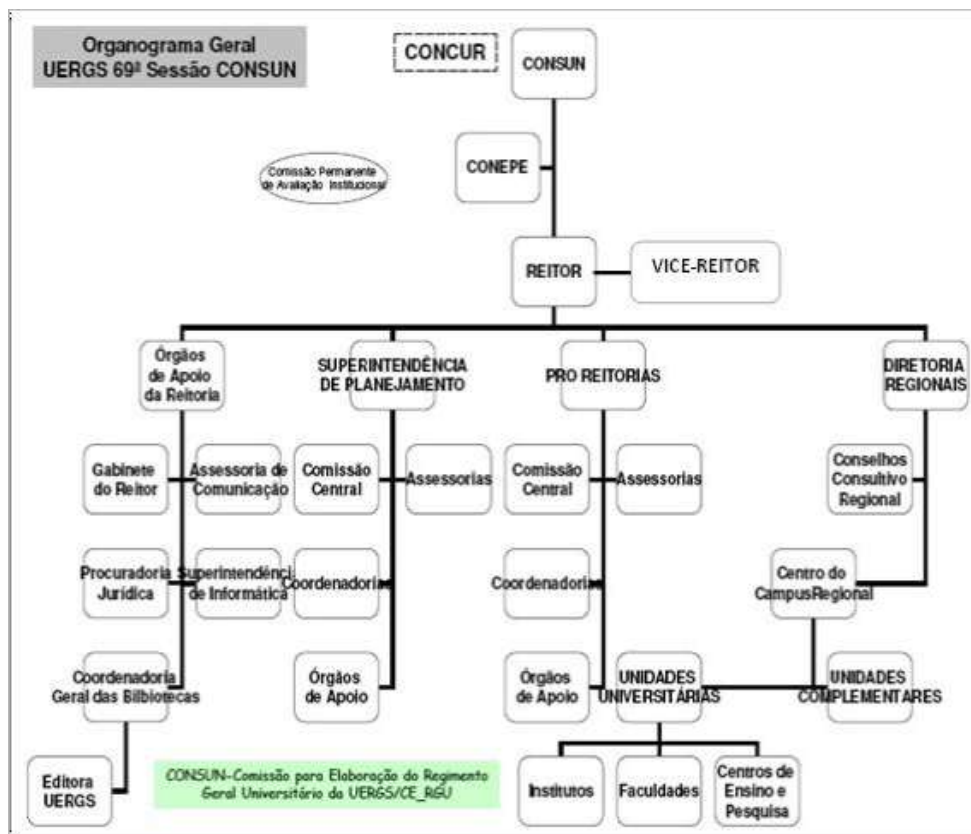 Organograma Geral
UERGS 69ª Sessão CONSUN
CONCUR
CONSUN
CONEPE
Comissão Permanente
de Avaliação Institucional
REITOR
VICE-REITOR
Órgãos
de Apoio
da Reitoria
SUPERINTENDÊNCIA
DE PLANEJAMENTO
PRO REITORIAS
DIRETORIA
REGIONAIS
Gabinete
do Reitor
Assessoria de
Comunicação
Comissão
Central
Assessorias
Comissão
Central
Assessorias
Conselhos
Consultivo
Regional
Procuradoria
Jurídica
Superintendênci
de Informática
Coordenadorias
Coordenadorias
Centro do
CampusRegional
Coordenadoria
Geral das Bilbiotecas
Órgãos
de Apoio
Órgãos
de Apoio
UNIDADES
UNIVERSITÁRIAS
UNIDADES
COMPLEMENTARES
Editora
UERGS
CONSUN-Comissão para Elaboração do Regimento
Geral Universitário da UERGS/CE_RGU
Institutos
Faculdades
Centros de
Ensino e
Pesquisa